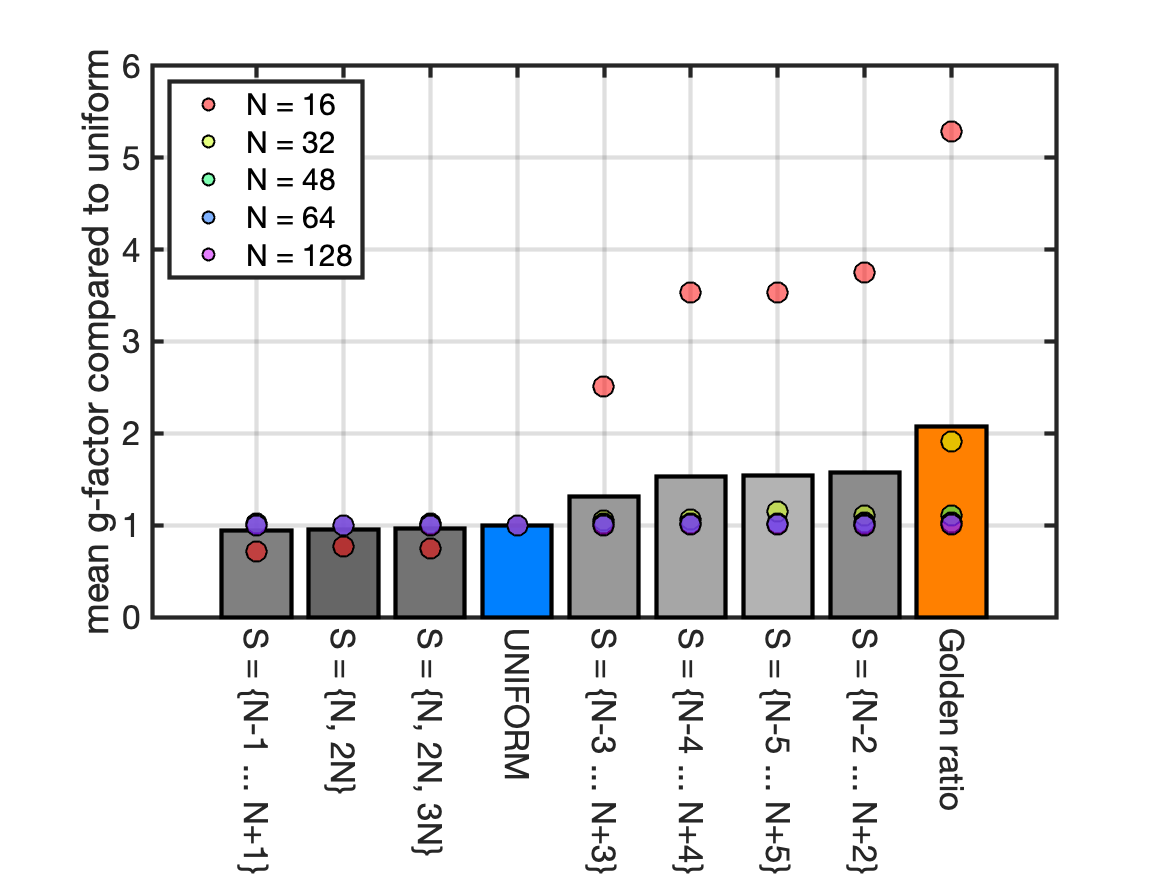 mean g-factor compared to uniform
6
5
4
3
2
1
0
N = 16
N = 32
N = 48
N = 64
N = 128
S = {N-1 ... N+1}
S = {N, 2N}
S = {N, 2N, 3N}
UNIFORM
S = {N-3 ... N+3}
S = {N-4 ... N+4}
S = {N-5 ... N+5}
S = {N-2 ... N+2}
Golden ratio